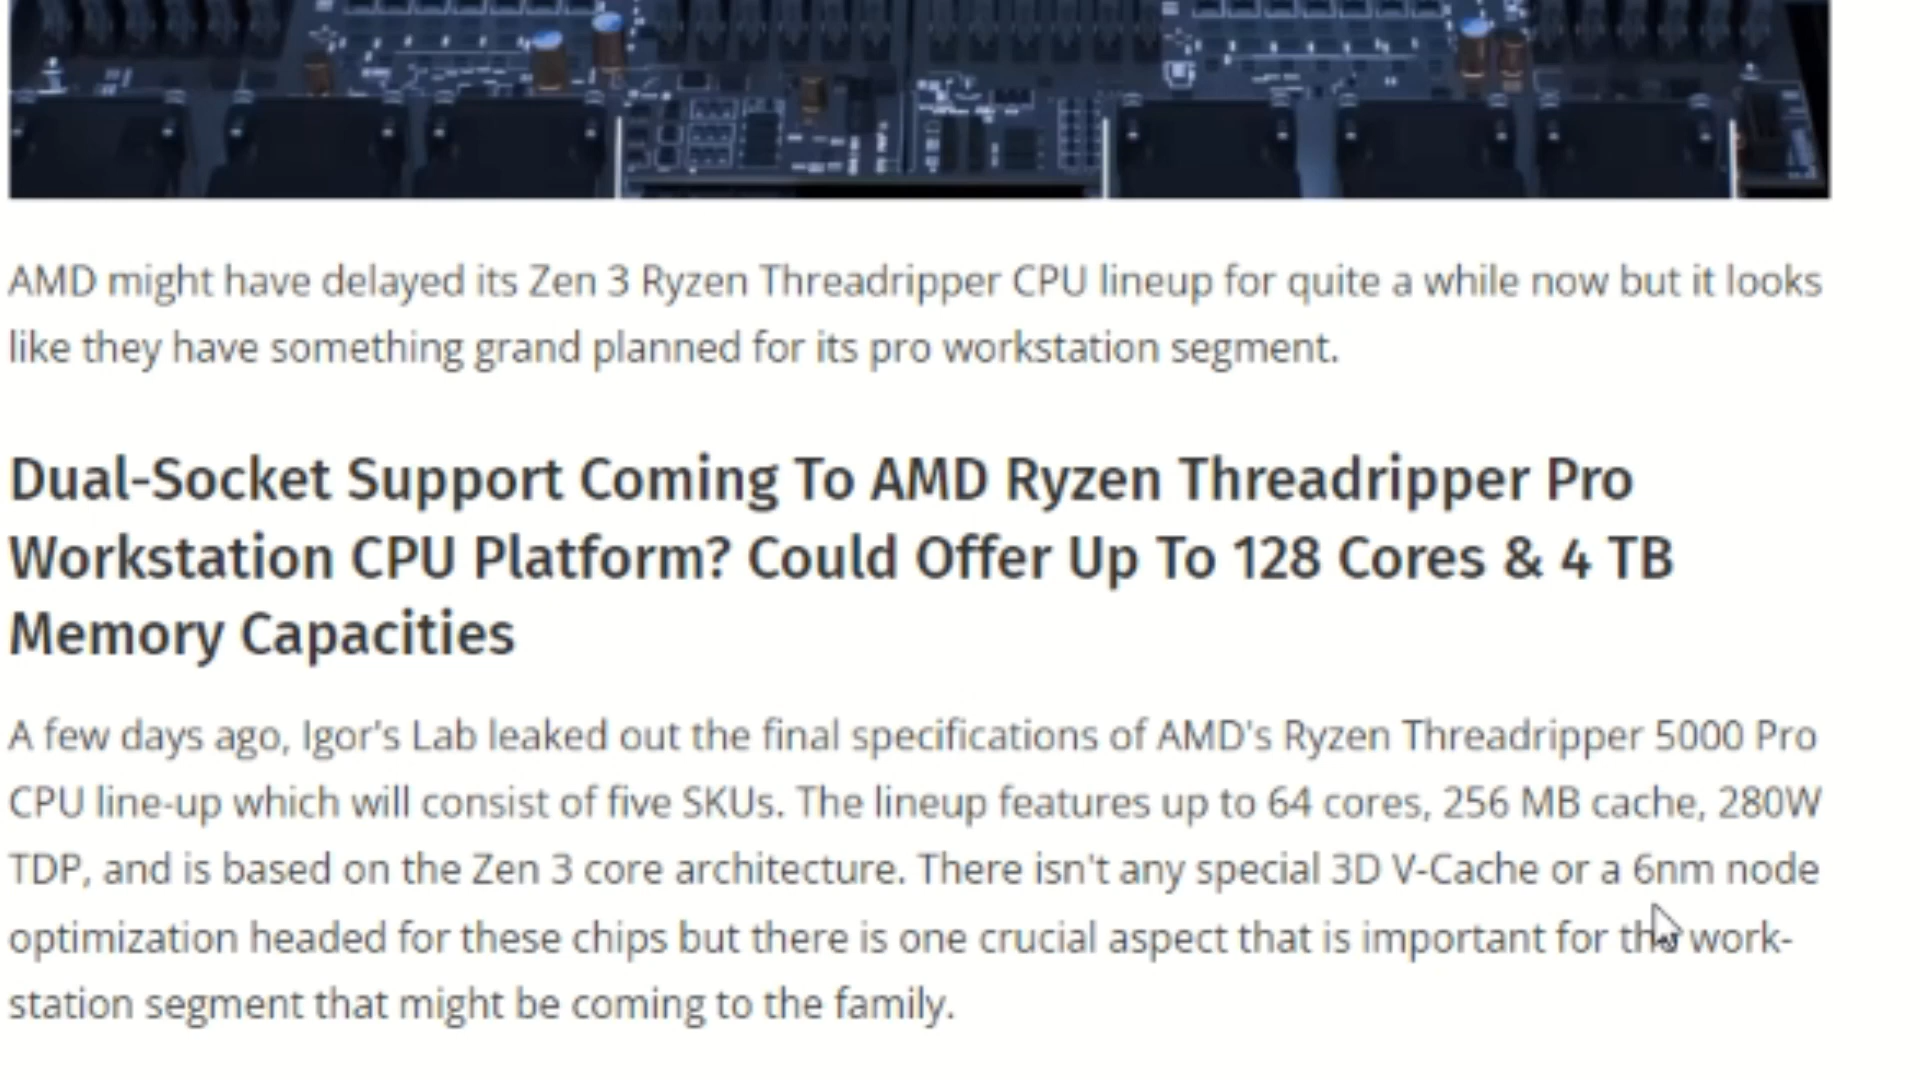 AMD might have delayed its Zen 3 Ryzen Threadripper CPU lineup for quite a while now but it looks
like they have something grand planned for its pro workstation segment.
Dual-Socket Support Coming To AMD Ryzen Threadripper Pro
Workstation CPU Platform? Could Offer Up To 128 Cores & 4 TB
Memory Capacities
A few days ago, Igor's Lab leaked out the final specifications of AMD's Ryzen Threadripper 5000 Pro
CPU line-up which will consist of five SKUs. The lineup features up to 64 cores, 256 MB cache, 280W
TDP, and is based on the Zen 3 core architecture. There isn't any special 3D V-Cache or a 6nm node
optimization headed for these chips but there is one crucial aspect that is important for the work-
station segment that might be coming to the family.